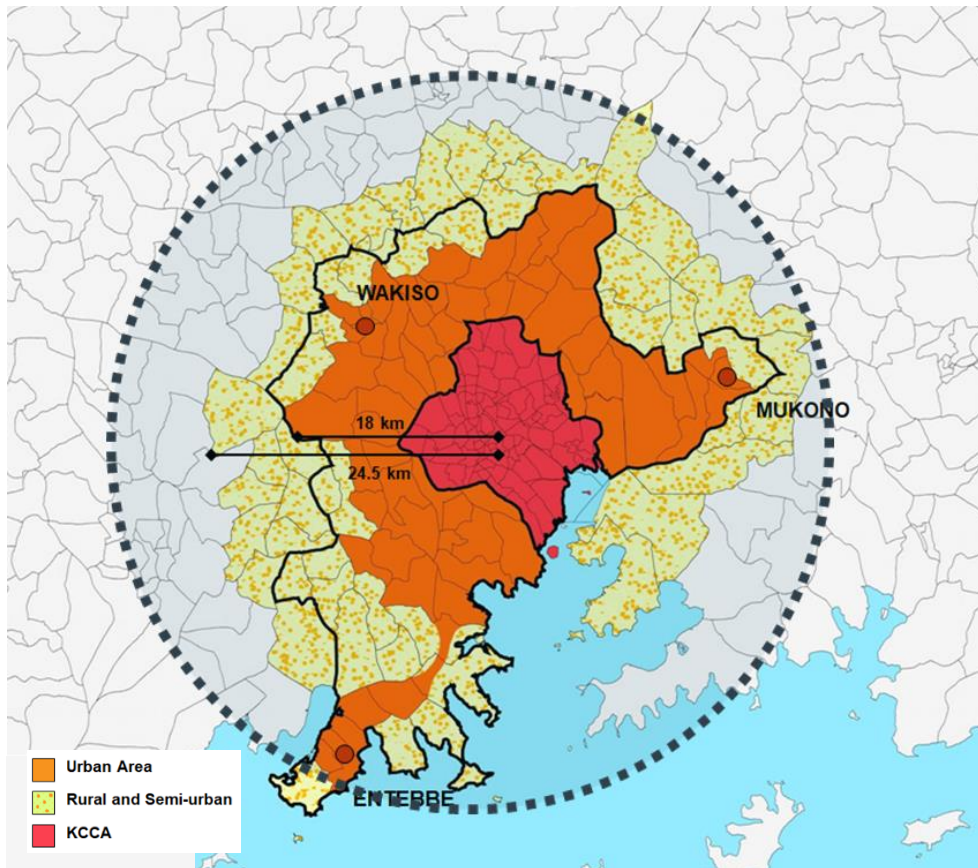 WAKISO
MUKONO
18 km
24.5 km
ENTEBBE
Urban Area
Rural and Semi-urban
KCCA